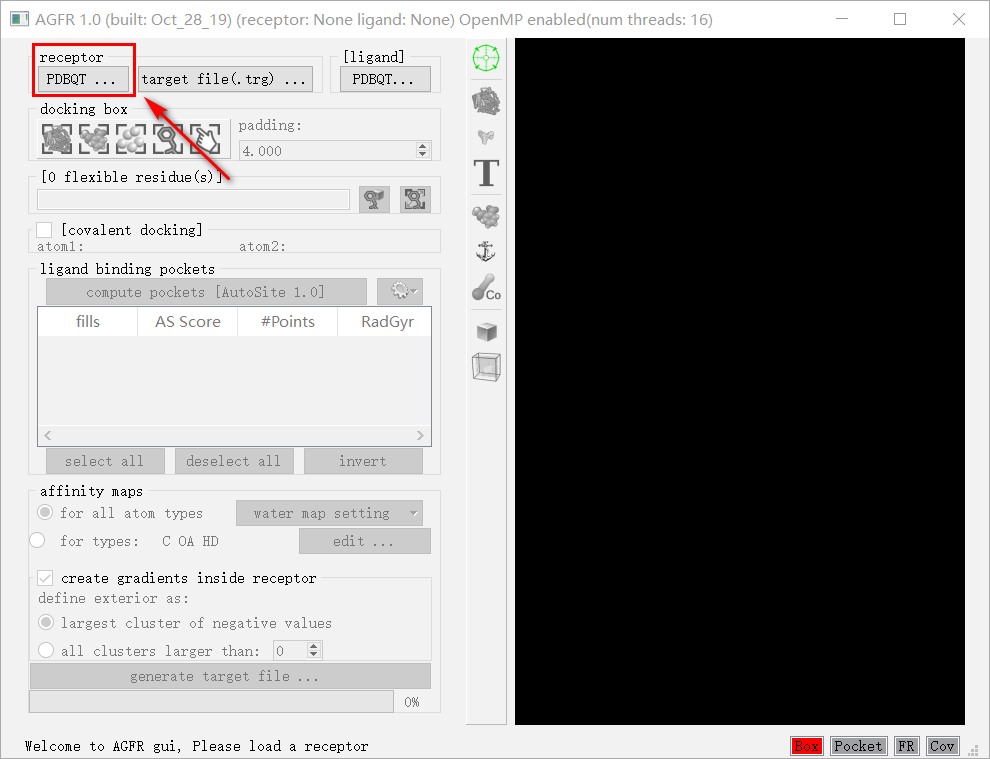 AGFR 1.0 (built: Oct_28_19) (receptor: None ligand: None) OpenMP enabled(num threads: 16)
receptor
[ligand]
PDBQT ...
target file(.trg) ...
PDBQT...
docking box
padding:
4.000
[0 flexible residue(s)]
[covalent docking]
atom1:
atom2:
ligand binding pockets
compute pockets [AutoSite 1.0]
fills AS Score #Points RadGyr
select all
deselect all
invert
affinity maps
for all atom types
water map setting
for types: C OA HD
edit ...
create gradients inside receptor
define exterior as:
largest cluster of negative values
all clusters larger than: 0
generate target file ...
0%
T
Co
Welcome to AGFR gui, Please load a receptor
Box Pocket FR Cov